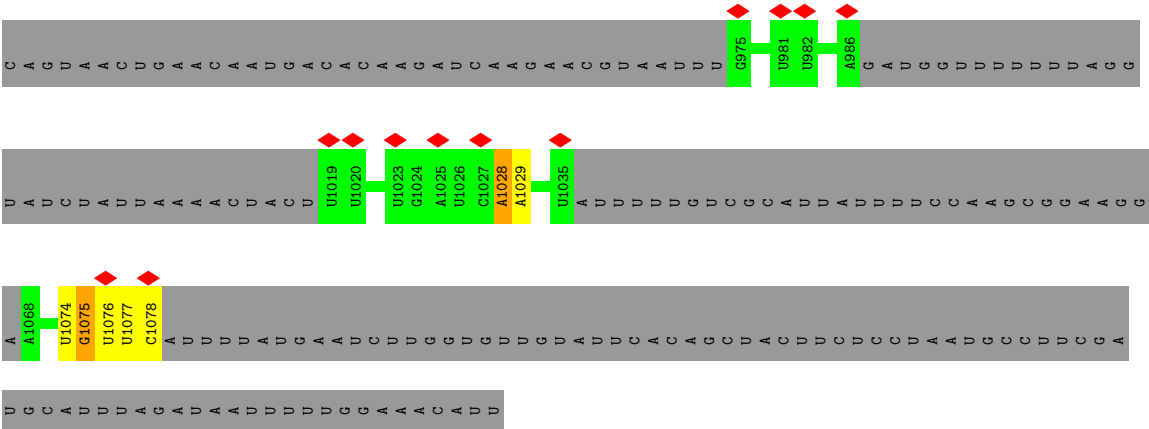 C A G U A A C U G A A C A A U G A C A C A A G A U C A A G A A C G U A A U U U G975 U981 U982 A986 G A U G G U U U U U U U A G G
U A U C U A U U A A A A C U A C U U1019 U1020 U1023 G1024 A1025 U1026 C1027 A1028 A1029 U1035 A U U U U U G U C G C A U U A U U U U C C A A G C G G A A G G
A A1068 U1074 G1075 U1076 U1077 C1078 A U U U U A U G A A U C U U G G U G U U G U A U U C A C A G C U A C U U C U C C U A A U G C C U U C G A
U G C A U U U A G A U A A U U U U U G G A A A C A U U